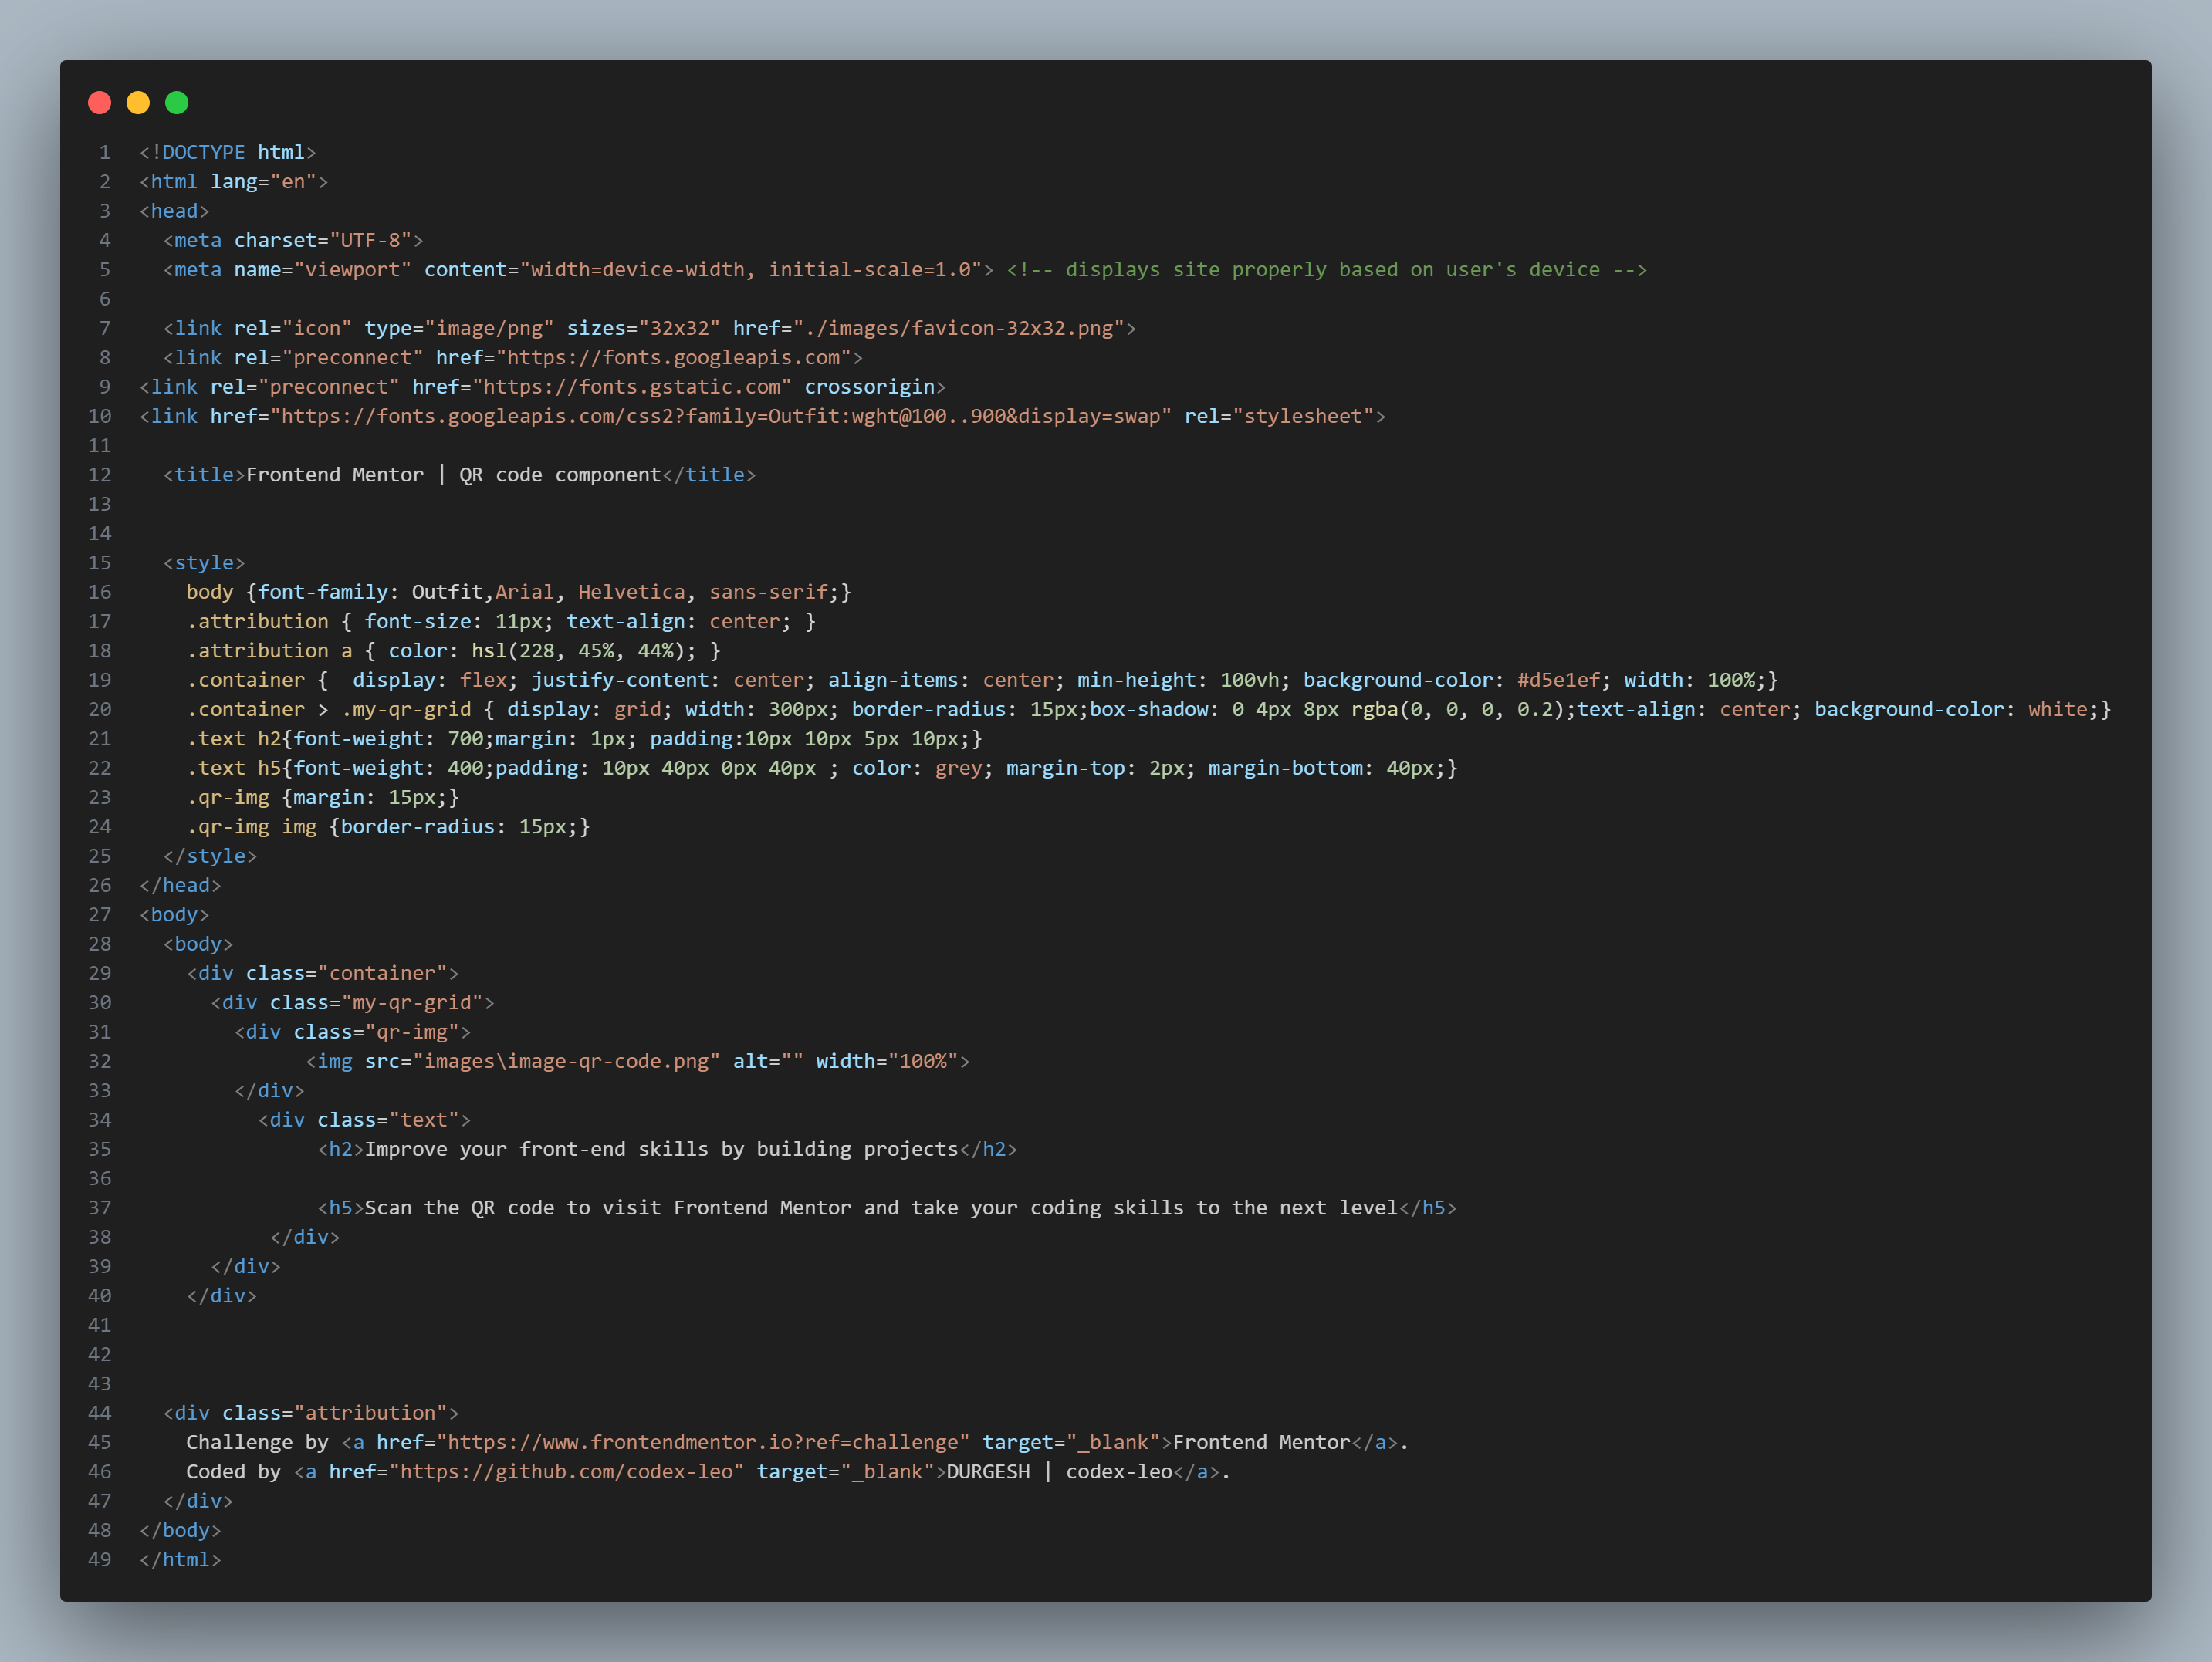 1 <!DOCTYPE html>
2 <html lang="en">
3 <head>
4   <meta charset="UTF-8">
5   <meta name="viewport" content="width=device-width, initial-scale=1.0"> <!-- displays site properly based on user's device -->
6
7   <link rel="icon" type="image/png" sizes="32x32" href="./images/favicon-32x32.png">
8   <link rel="preconnect" href="https://fonts.googleapis.com">
9 <link rel="preconnect" href="https://fonts.gstatic.com" crossorigin>
10 <link href="https://fonts.googleapis.com/css2?family=Outfit:wght@100..900&display=swap" rel="stylesheet">
11
12   <title>Frontend Mentor | QR code component</title>
13
14
15   <style>
16     body {font-family: Outfit,Arial, Helvetica, sans-serif;}
17     .attribution { font-size: 11px; text-align: center; }
18     .attribution a { color: hsl(228, 45%, 44%); }
19     .container {  display: flex; justify-content: center; align-items: center; min-height: 100vh; background-color: #d5e1ef; width: 100%;}
20     .container > .my-qr-grid { display: grid; width: 300px; border-radius: 15px;box-shadow: 0 4px 8px rgba(0, 0, 0, 0.2);text-align: center; background-color: white;}
21     .text h2{font-weight: 700;margin: 1px; padding:10px 10px 5px 10px;}
22     .text h5{font-weight: 400;padding: 10px 40px 0px 40px ; color: grey; margin-top: 2px; margin-bottom: 40px;}
23     .qr-img {margin: 15px;}
24     .qr-img img {border-radius: 15px;}
25   </style>
26 </head>
27 <body>
28   <body>
29     <div class="container">
30       <div class="my-qr-grid">
31         <div class="qr-img">
32               <img src="images\image-qr-code.png" alt="" width="100%">
33         </div>
34           <div class="text">
35                <h2>Improve your front-end skills by building projects</h2>
36
37                <h5>Scan the QR code to visit Frontend Mentor and take your coding skills to the next level</h5>
38            </div>
39       </div>
40     </div>
41
42
43
44   <div class="attribution">
45     Challenge by <a href="https://www.frontendmentor.io?ref=challenge" target="_blank">Frontend Mentor</a>.
46     Coded by <a href="https://github.com/codex-leo" target="_blank">DURGESH | codex-leo</a>.
47   </div>
48 </body>
49 </html>